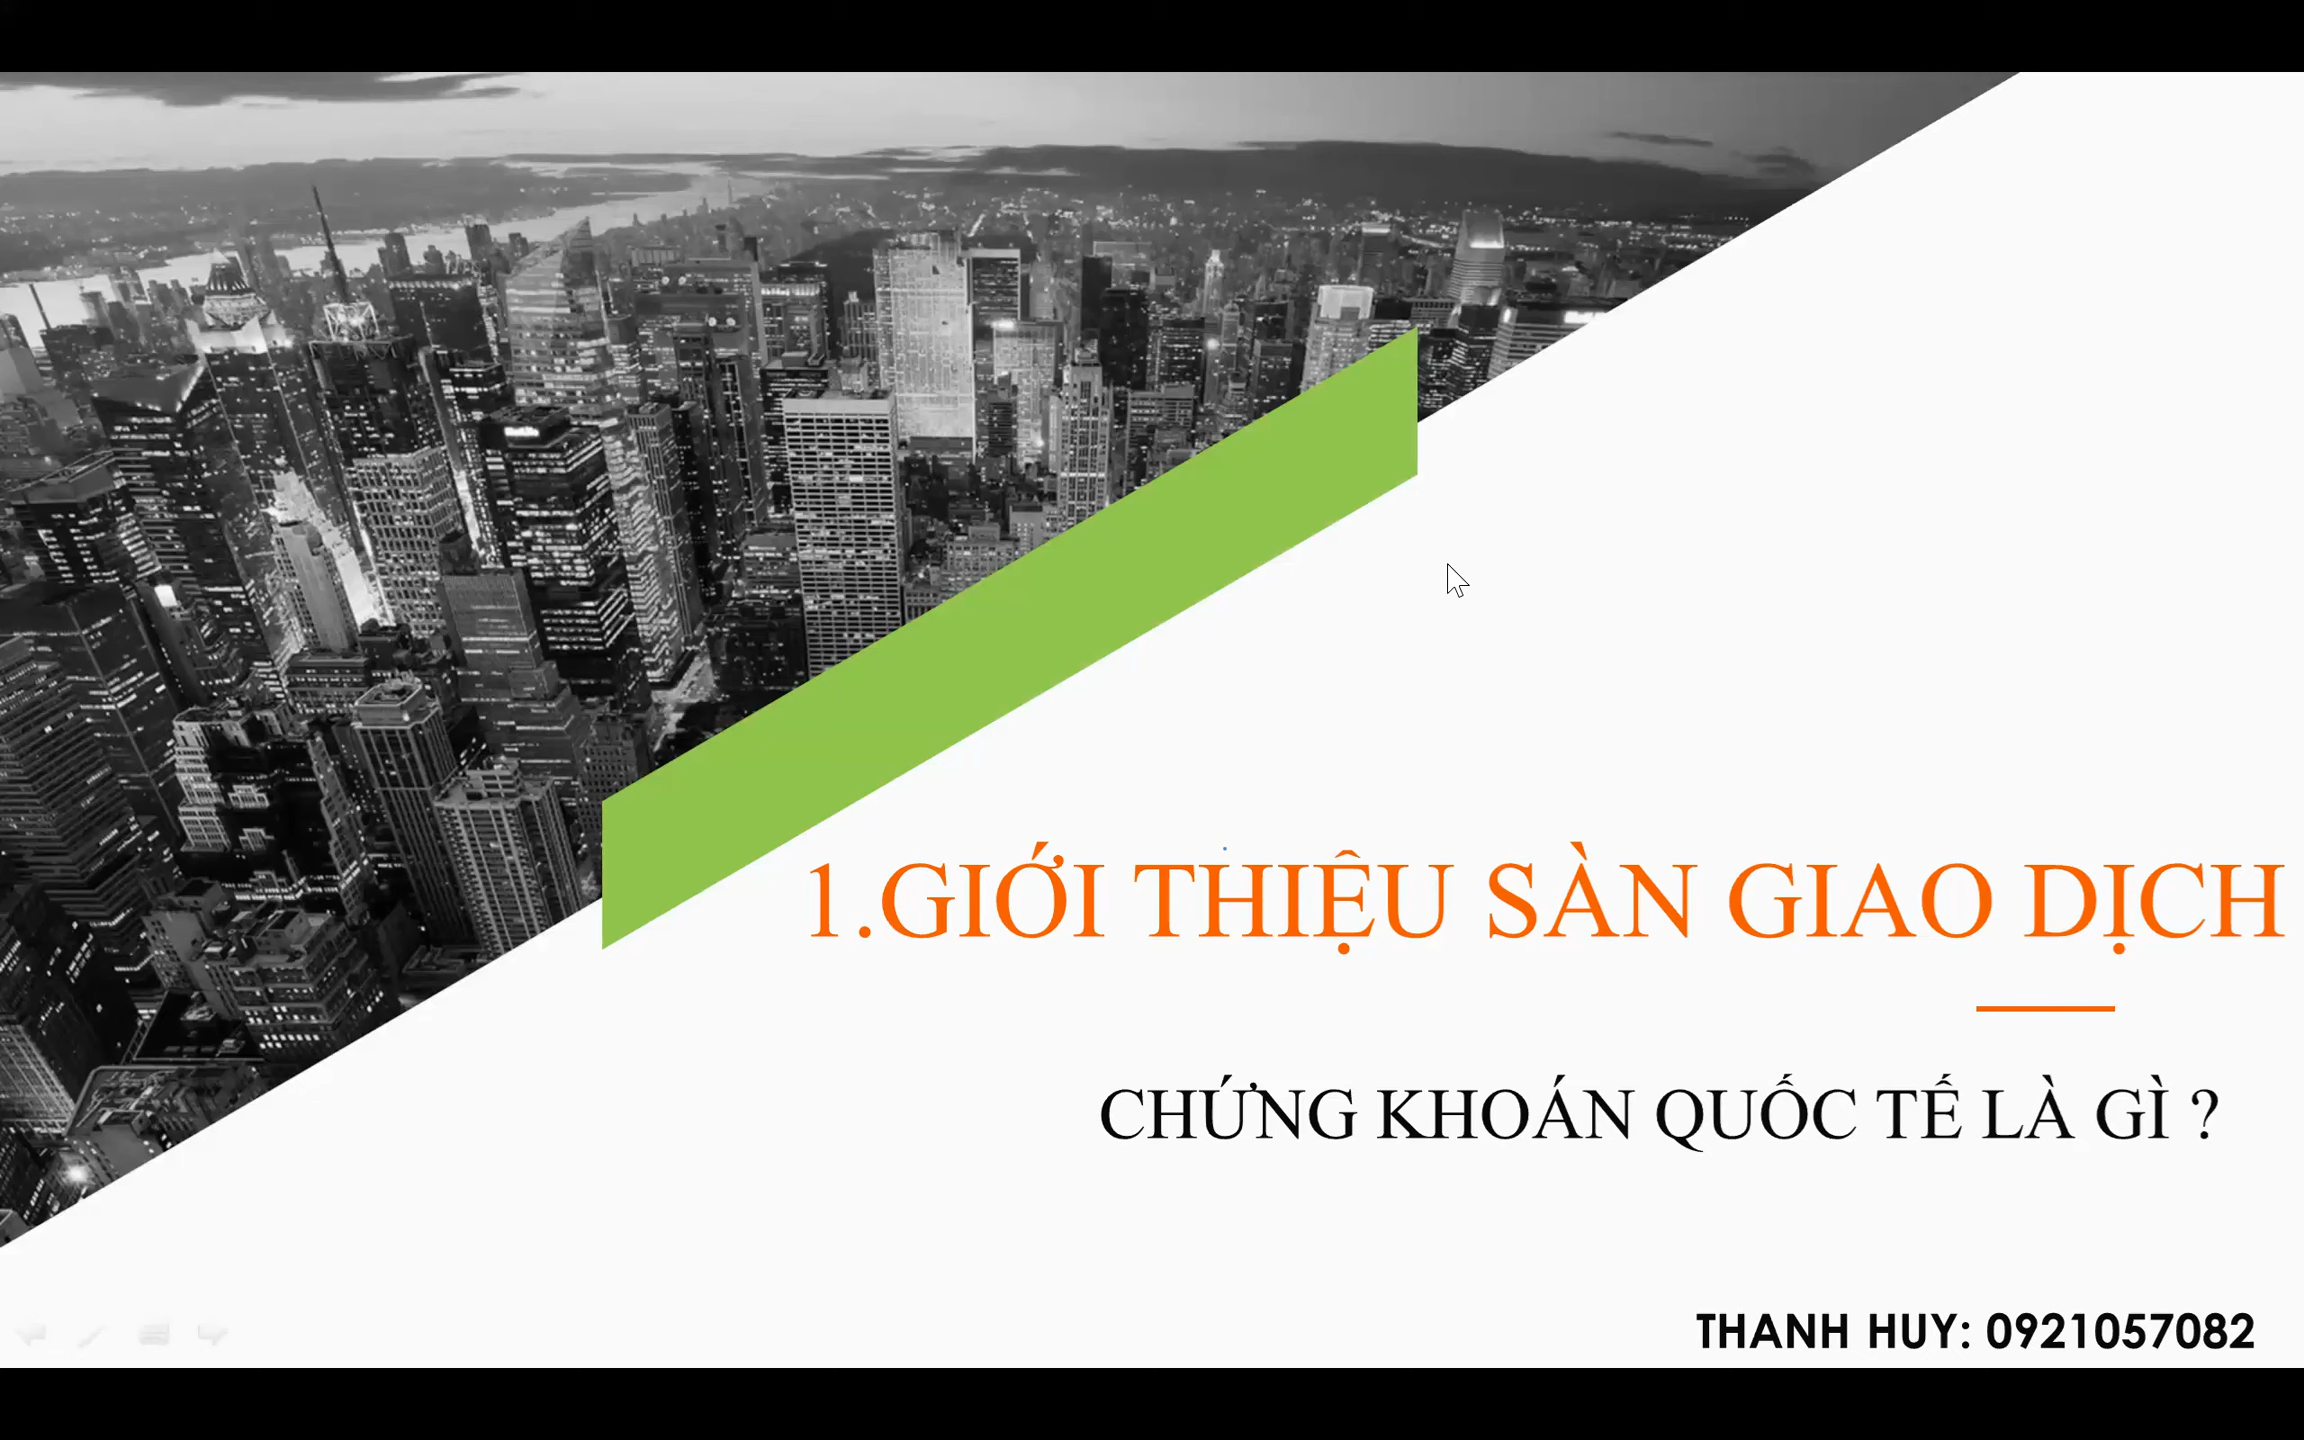 1.GIỚI THIỆU SÀN GIAO DỊCH
CHỨNG KHOÁN QUỐC TẾ LÀ GÌ ?
THANH HUY: 0921057082